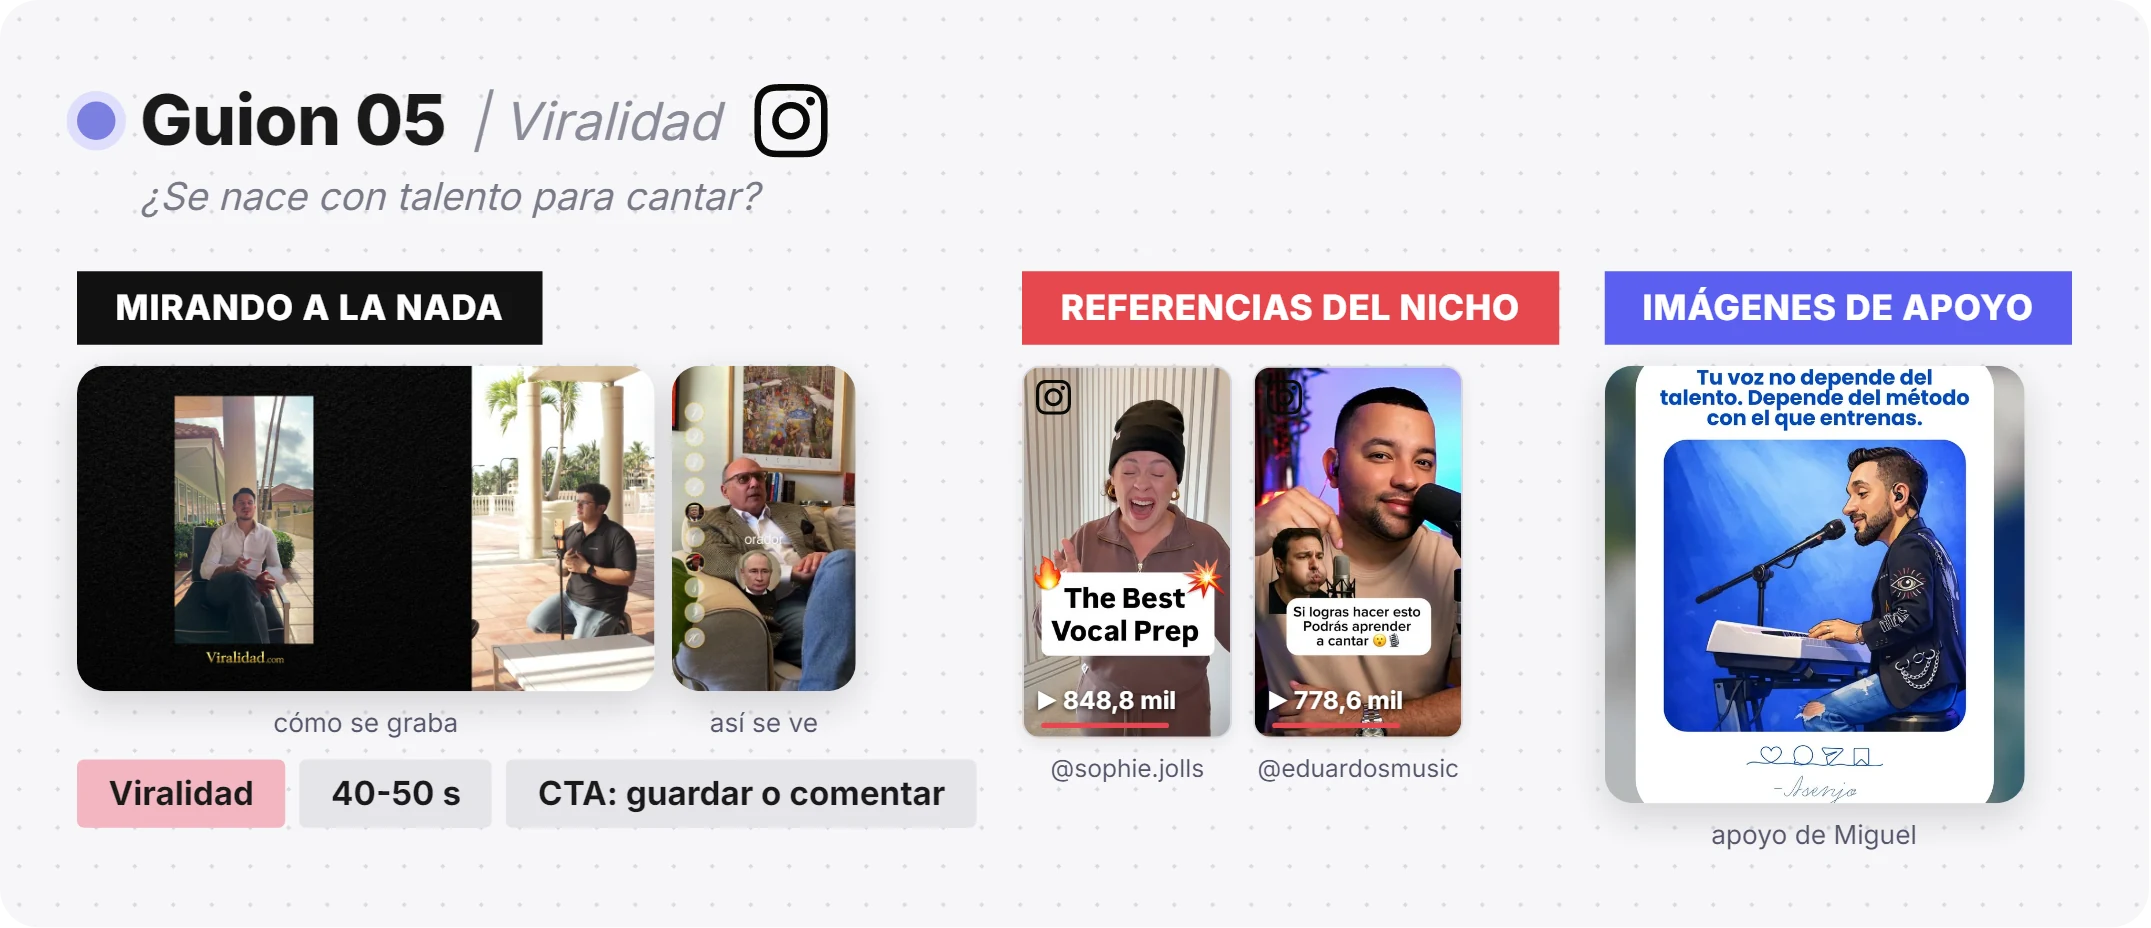 Guion 05 | Viralidad
¿Se nace con talento para cantar?
MIRANDO A LA NADA
Viralidad.com
orador
cómo se graba
así se ve
Viralidad
40-50 s
CTA: guardar o comentar
REFERENCIAS DEL NICHO
The Best
Vocal Prep
848,8 mil
@sophie.jolls
Si logras hacer esto
Podrás aprender
a cantar
778,6 mil
@eduardosmusic
IMÁGENES DE APOYO
Tu voz no depende del
talento. Depende del método
con el que entrenas.
-Asenjo
apoyo de Miguel